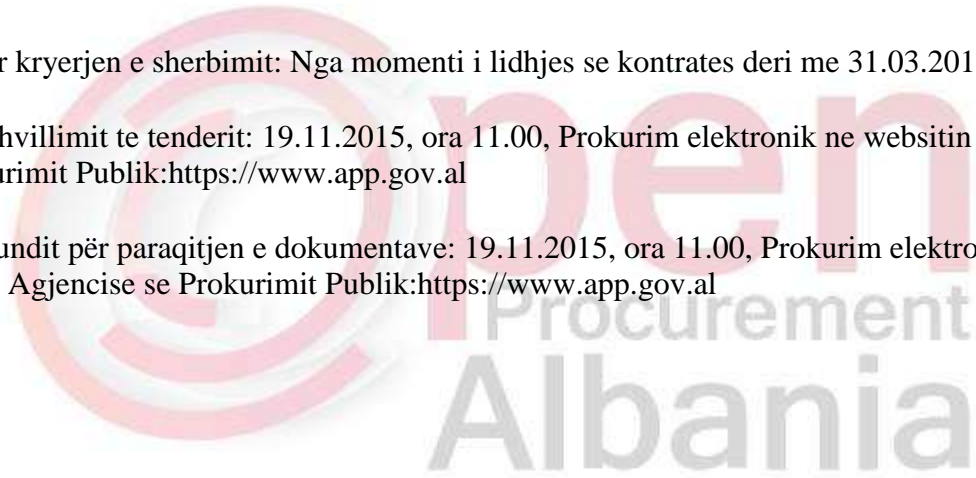 r kryerjen e sherbimit: Nga momenti i lidhjes se kontrates deri me 31.03.201
hvillimit te tenderit: 19.11.2015, ora 11.00, Prokurim elektronik ne websitin
urimit Publik:https://www.app.gov.al
undit për paraqitjen e dokumentave: 19.11.2015, ora 11.00, Prokurim elektro
Agjencise se Prokurimit Publik:https://www.app.gov.al
Open
Procurement
Albania